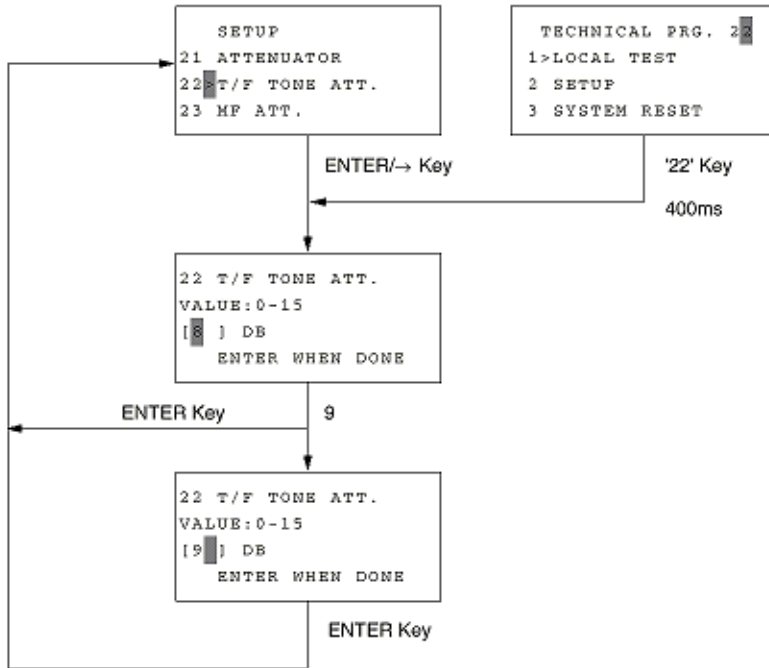 SETUP
21 ATTENUATOR
22>T/F TONE ATT.
23 MF ATT.
TECHNICAL PRG. 22
1>LOCAL TEST
2 SETUP
3 SYSTEM RESET
ENTER/→ Key
'22' Key
400ms
22 T/F TONE ATT.
VALUE:0-15
[8 ] DB
ENTER WHEN DONE
ENTER Key
9
22 T/F TONE ATT.
VALUE:0-15
[9 ] DB
ENTER WHEN DONE
ENTER Key